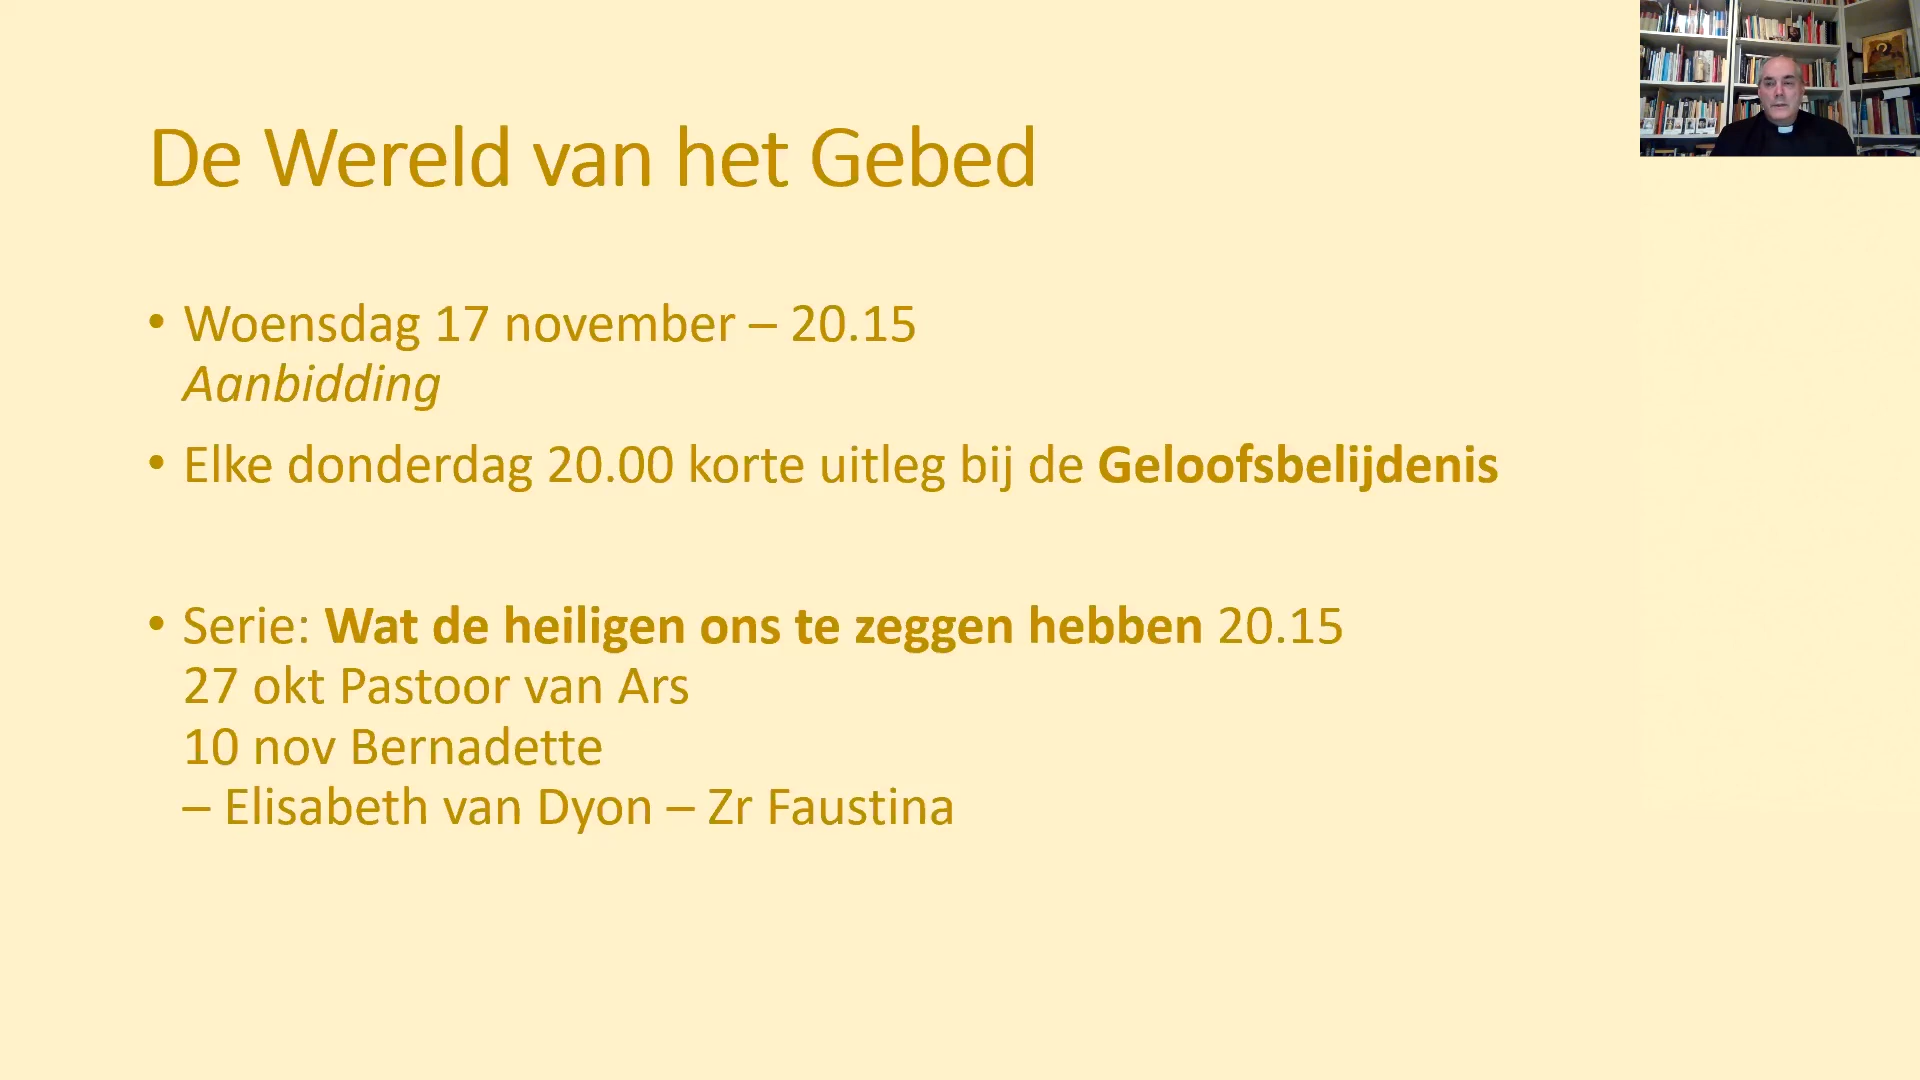 De Wereld van het Gebed
• Woensdag 17 november – 20.15
Aanbidding
• Elke donderdag 20.00 korte uitleg bij de Geloofsbelijdenis
• Serie: Wat de heiligen ons te zeggen hebben 20.15
27 okt Pastoor van Ars
10 nov Bernadette
– Elisabeth van Dyon – Zr Faustina